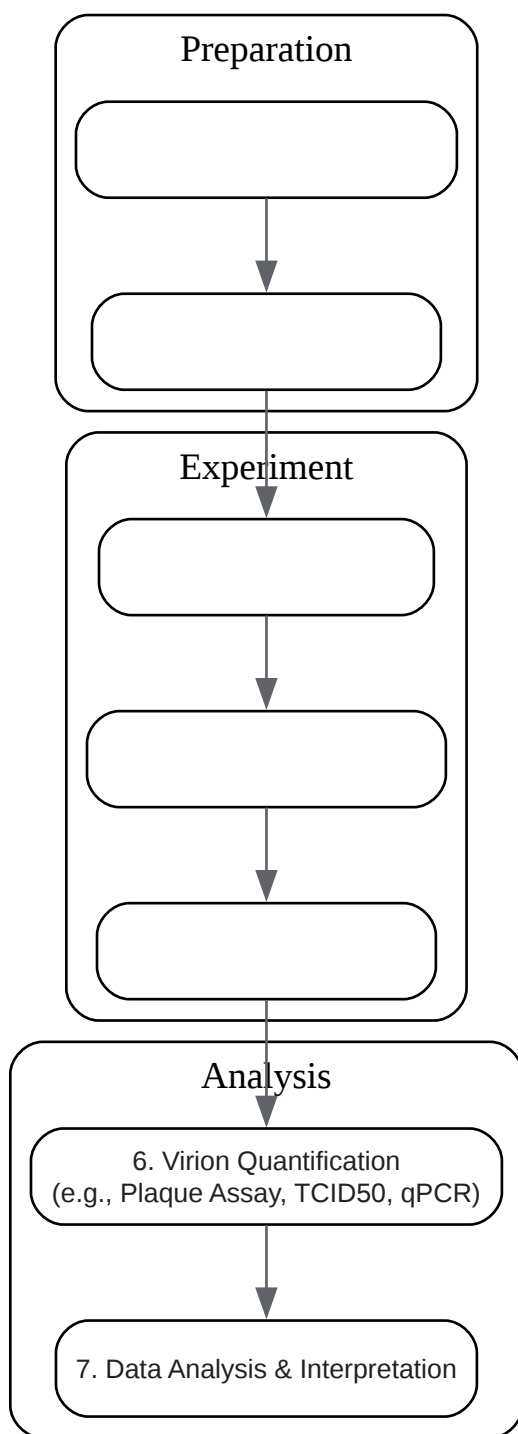 Preparation
Experiment
Analysis
6. Virion Quantification
(e.g., Plaque Assay, TCID50, qPCR)
7. Data Analysis & Interpretation